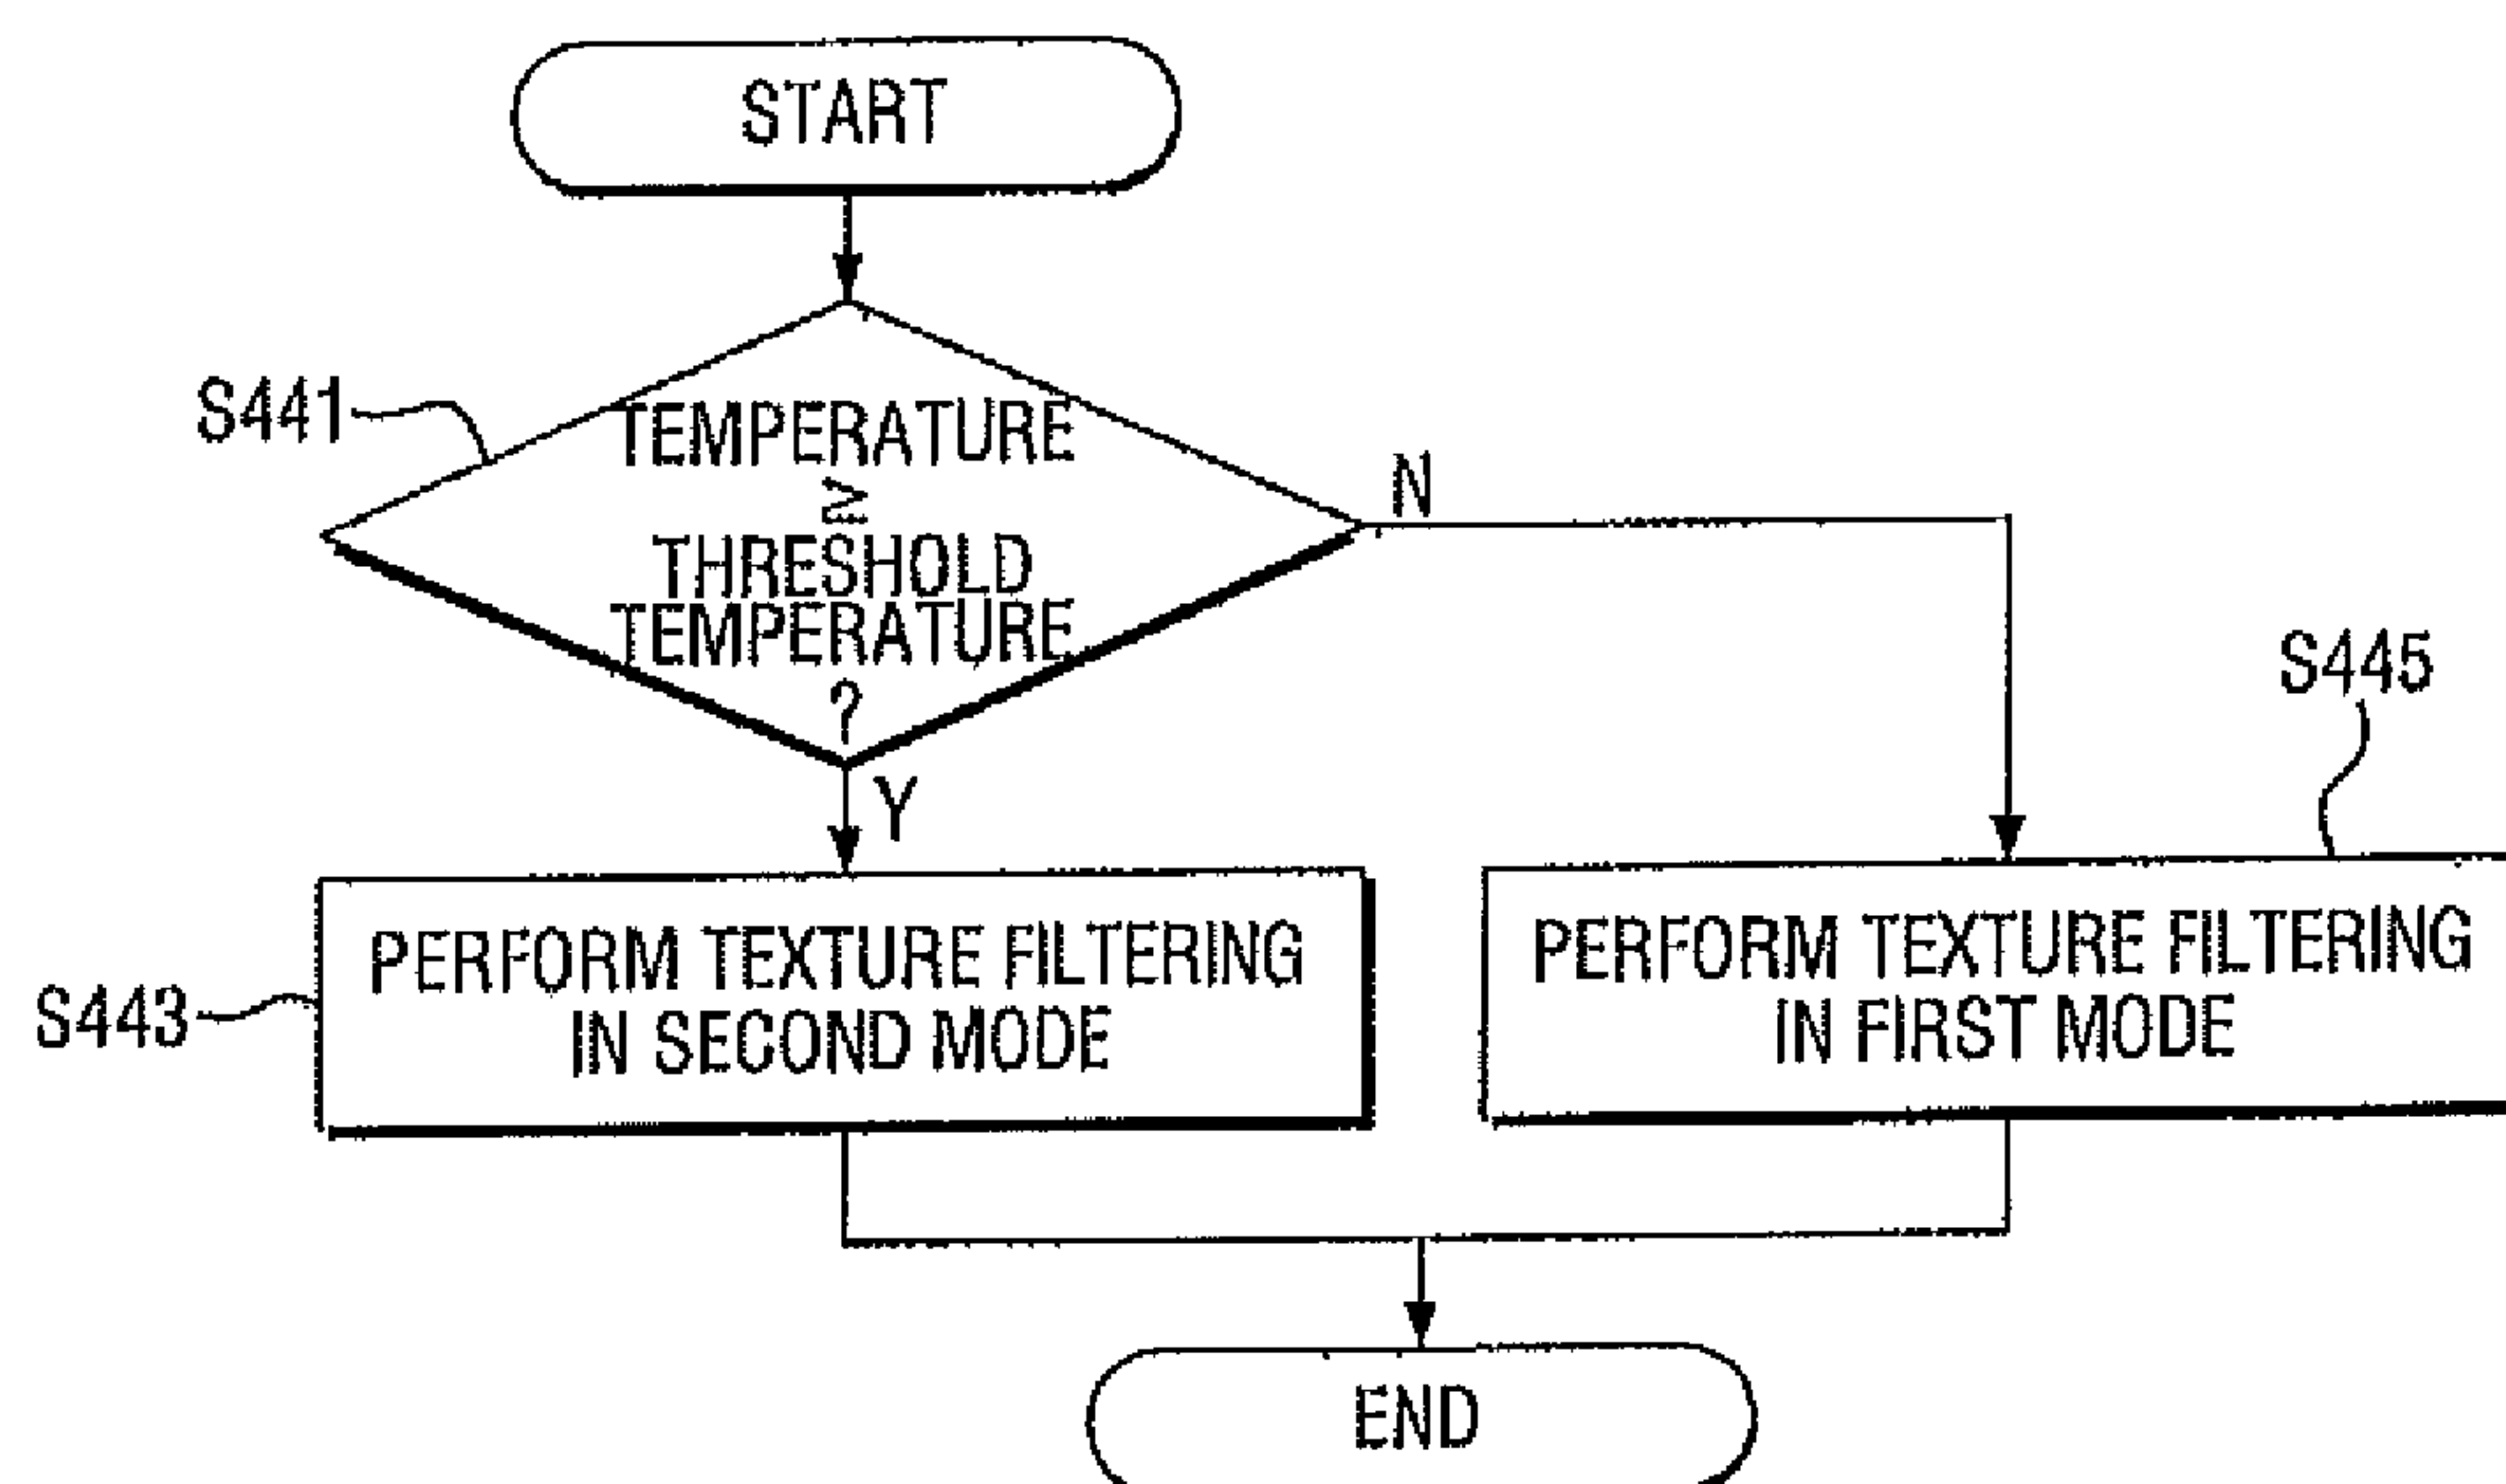 START
S441
TEMPERATURE
≥
THRESHOLD
TEMPERATURE
?
N
Y
S445
S443
PERFORM TEXTURE FILTERING
IN SECOND MODE
PERFORM TEXTURE FILTERING
IN FIRST MODE
END